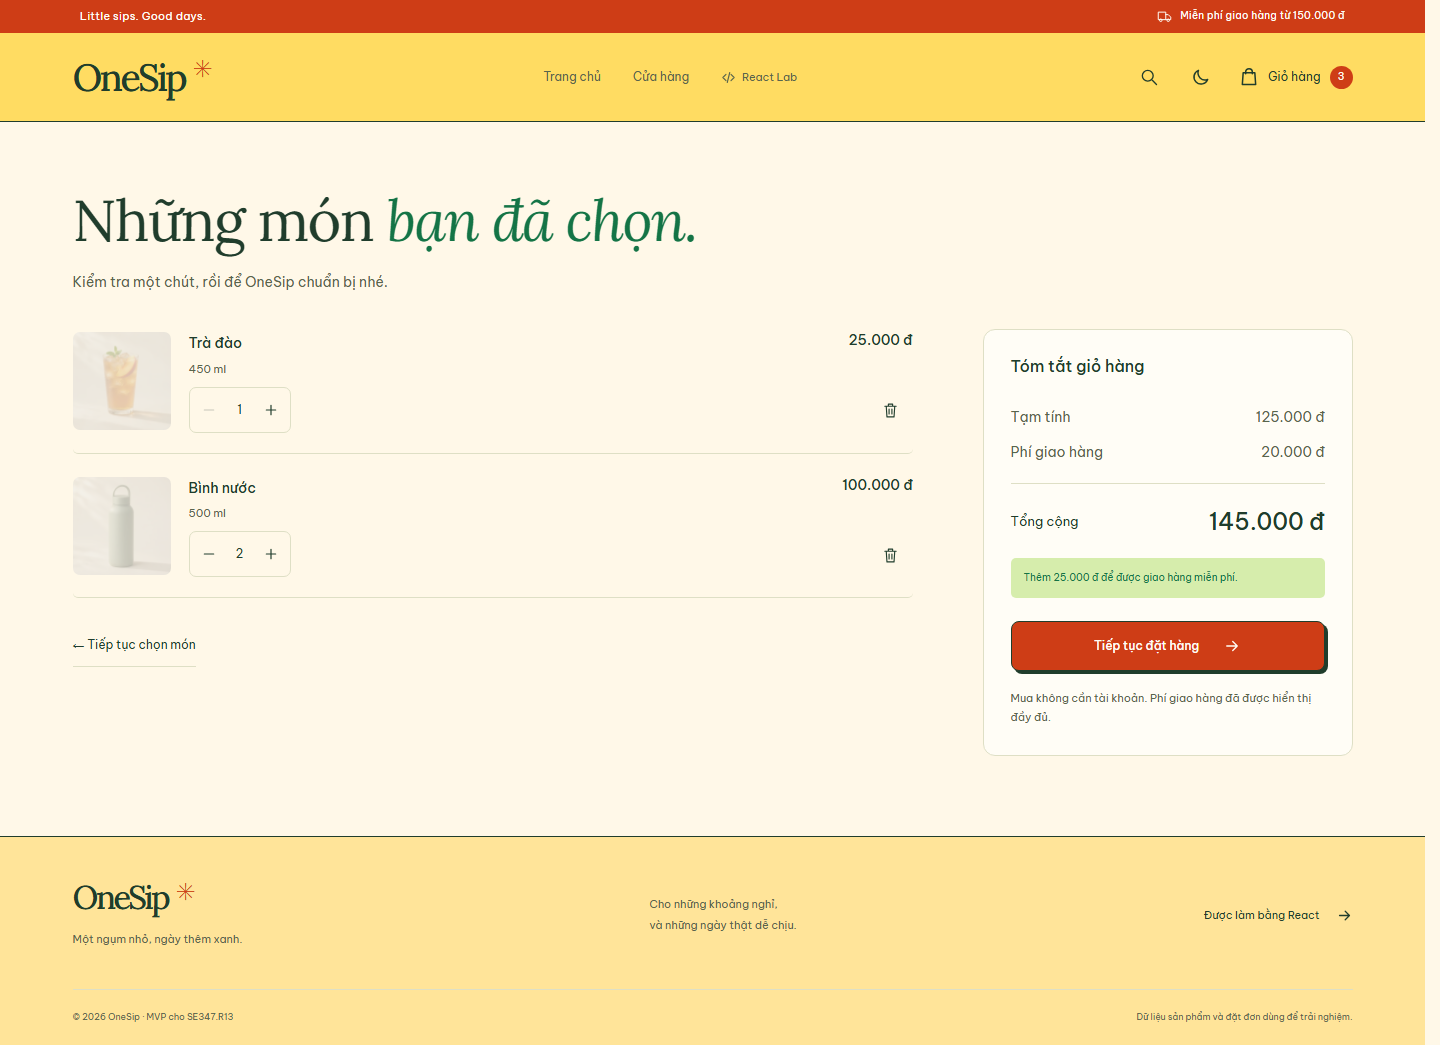 Little sips. Good days.
Miễn phí giao hàng từ 150.000 đ
OneSip
Trang chủ
Cửa hàng
React Lab
Giỏ hàng
3
Những món bạn đã chọn.
Kiểm tra một chút, rồi để OneSip chuẩn bị nhé.
Trà đào
25.000 đ
450 ml
1
Bình nước
100.000 đ
500 ml
2
← Tiếp tục chọn món
Tóm tắt giỏ hàng
Tạm tính
125.000 đ
Phí giao hàng
20.000 đ
Tổng cộng
145.000 đ
Thêm 25.000 đ để được giao hàng miễn phí.
Tiếp tục đặt hàng →
Mua không cần tài khoản. Phí giao hàng đã được hiển thị
đầy đủ.
OneSip
Một ngụm nhỏ, ngày thêm xanh.
Cho những khoảng nghỉ,
và những ngày thật dễ chịu.
Được làm bằng React →
© 2026 OneSip · MVP cho SE347.R13
Dữ liệu sản phẩm và đặt đơn dùng để trải nghiệm.